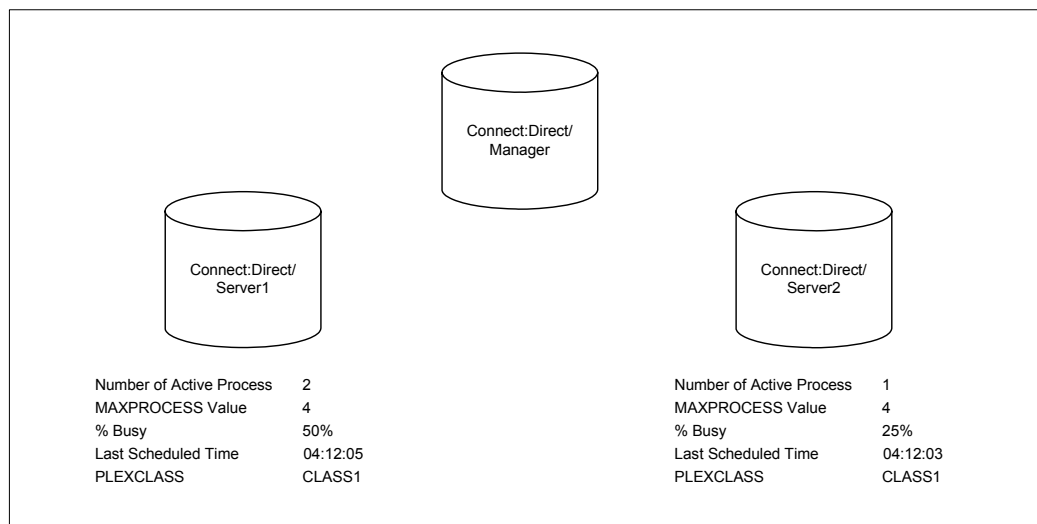 Connect:Direct/
Manager
Connect:Direct/
Server1
Connect:Direct/
Server2
Number of Active Process 2
MAXPROCESS Value 4
% Busy 50%
Last Scheduled Time 04:12:05
PLEXCLASS CLASS1
Number of Active Process 1
MAXPROCESS Value 4
% Busy 25%
Last Scheduled Time 04:12:03
PLEXCLASS CLASS1